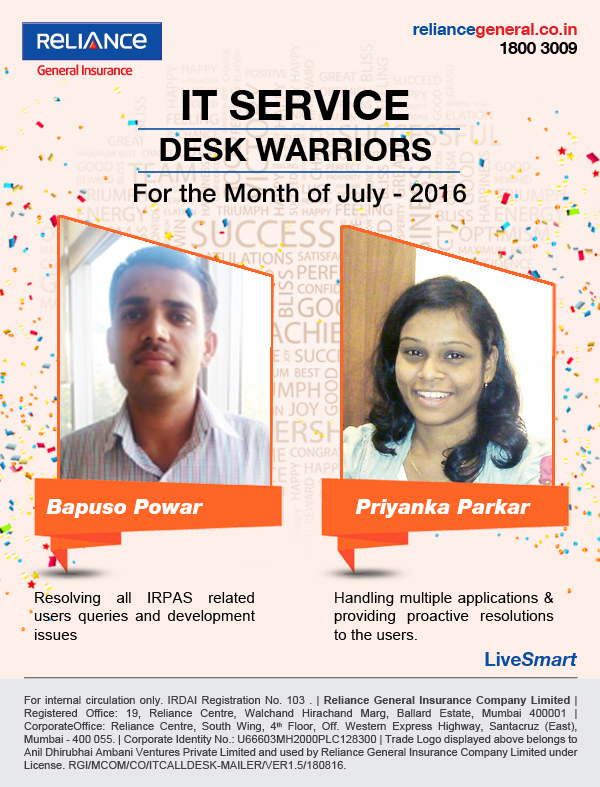 RELIANCE
General Insurance
reliancegeneral.co.in
1800 3009
IT SERVICE
DESK WARRIORS
For the Month of July - 2016
SUCCESS
Bapuso Powar
Priyanka Parkar
Resolving all IRPAS related
users queries and development
issues
Handling multiple applications &
providing proactive resolutions
to the users.
LiveSmart
For internal circulation only. IRDAI Registration No. 103 . | Reliance General Insurance Company Limited |
Registered Office: 19, Reliance Centre, Walchand Hirachand Marg, Ballard Estate, Mumbai 400001 |
CorporateOffice: Reliance Centre, South Wing, 4th Floor, Off. Western Express Highway, Santacruz (East),
Mumbai - 400 055. | Corporate Identity No.: U66603MH2000PLC128300 | Trade Logo displayed above belongs to
Anil Dhirubhai Ambani Ventures Private Limited and used by Reliance General Insurance Company Limited under
License. RGI/MCOM/CO/ITCALLDESK-MAILER/VER1.5/180816.